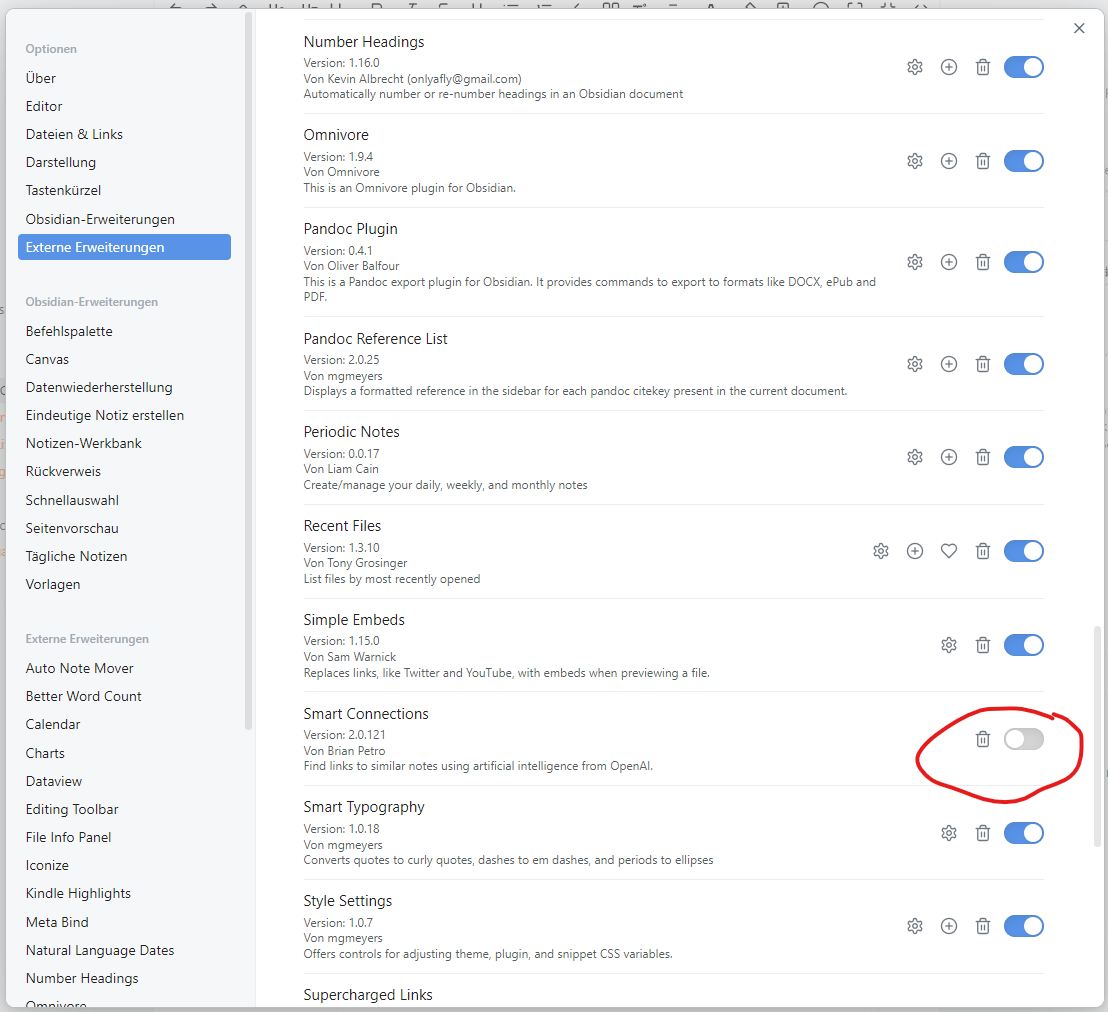 Optionen
Über
Editor
Dateien & Links
Darstellung
Tastenkürzel
Obsidian-Erweiterungen
Externe Erweiterungen
Obsidian-Erweiterungen
Befehlspalette
Canvas
Datenwiederherstellung
Eindeutige Notiz erstellen
Notizen-Werkbank
Rückverweis
Schnellauswahl
Seitenvorschau
Tägliche Notizen
Vorlagen
Externe Erweiterungen
Auto Note Mover
Better Word Count
Calendar
Charts
Dataview
Editing Toolbar
File Info Panel
Iconize
Kindle Highlights
Meta Bind
Natural Language Dates
Number Headings
Omnivore
Number Headings
Version: 1.16.0
Von Kevin Albrecht (onlyafly@gmail.com)
Automatically number or re-number headings in an Obsidian document
Omnivore
Version: 1.9.4
Von Omnivore
This is an Omnivore plugin for Obsidian.
Pandoc Plugin
Version: 0.4.1
Von Oliver Balfour
This is a Pandoc export plugin for Obsidian. It provides commands to export to formats like DOCX, ePub and
PDF.
Pandoc Reference List
Version: 2.0.25
Von mgmeyers
Displays a formatted reference in the sidebar for each pandoc citekey present in the current document.
Periodic Notes
Version: 0.0.17
Von Liam Cain
Create/manage your daily, weekly, and monthly notes
Recent Files
Version: 1.3.10
Von Tony Grosinger
List files by most recently opened
Simple Embeds
Version: 1.15.0
Von Sam Warnick
Replaces links, like Twitter and YouTube, with embeds when previewing a file.
Smart Connections
Version: 2.0.121
Von Brian Petro
Find links to similar notes using artificial intelligence from OpenAI.
Smart Typography
Version: 1.0.18
Von mgmeyers
Converts quotes to curly quotes, dashes to em dashes, and periods to ellipses
Style Settings
Version: 1.0.7
Von mgmeyers
Offers controls for adjusting theme, plugin, and snippet CSS variables.
Supercharged Links